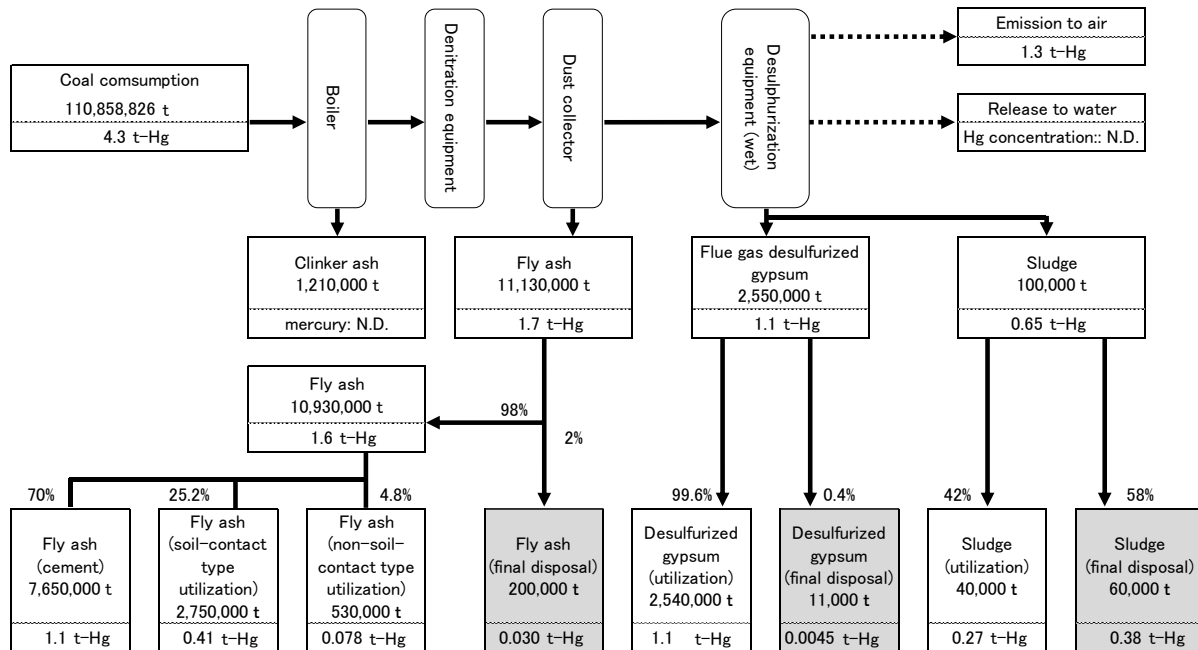 Coal comsumption
110,858,826 t
4.3 t-Hg
Boiler
Denitration equipment
Dust collector
Desulphurization
equipment (wet)
Emission to air
1.3 t-Hg
Release to water
Hg concentration:: N.D.
Clinker ash
1,210,000 t
mercury: N.D.
Fly ash
11,130,000 t
1.7 t-Hg
Flue gas desulfurized
gypsum
2,550,000 t
1.1 t-Hg
Sludge
100,000 t
0.65 t-Hg
Fly ash
10,930,000 t
1.6 t-Hg
98%
2%
70%
25.2%
4.8%
99.6%
0.4%
42%
58%
Fly ash
(cement)
7,650,000 t
1.1 t-Hg
Fly ash
(soil-contact
type
utilization)
2,750,000 t
0.41 t-Hg
Fly ash
(non-soil-
contact type
utilization)
530,000 t
0.078 t-Hg
Fly ash
(final disposal)
200,000 t
0.030 t-Hg
Desulfurized
gypsum
(utilization)
2,540,000 t
1.1 t-Hg
Desulfurized
gypsum
(final disposal)
11,000 t
0.0045 t-Hg
Sludge
(utilization)
40,000 t
0.27 t-Hg
Sludge
(final disposal)
60,000 t
0.38 t-Hg